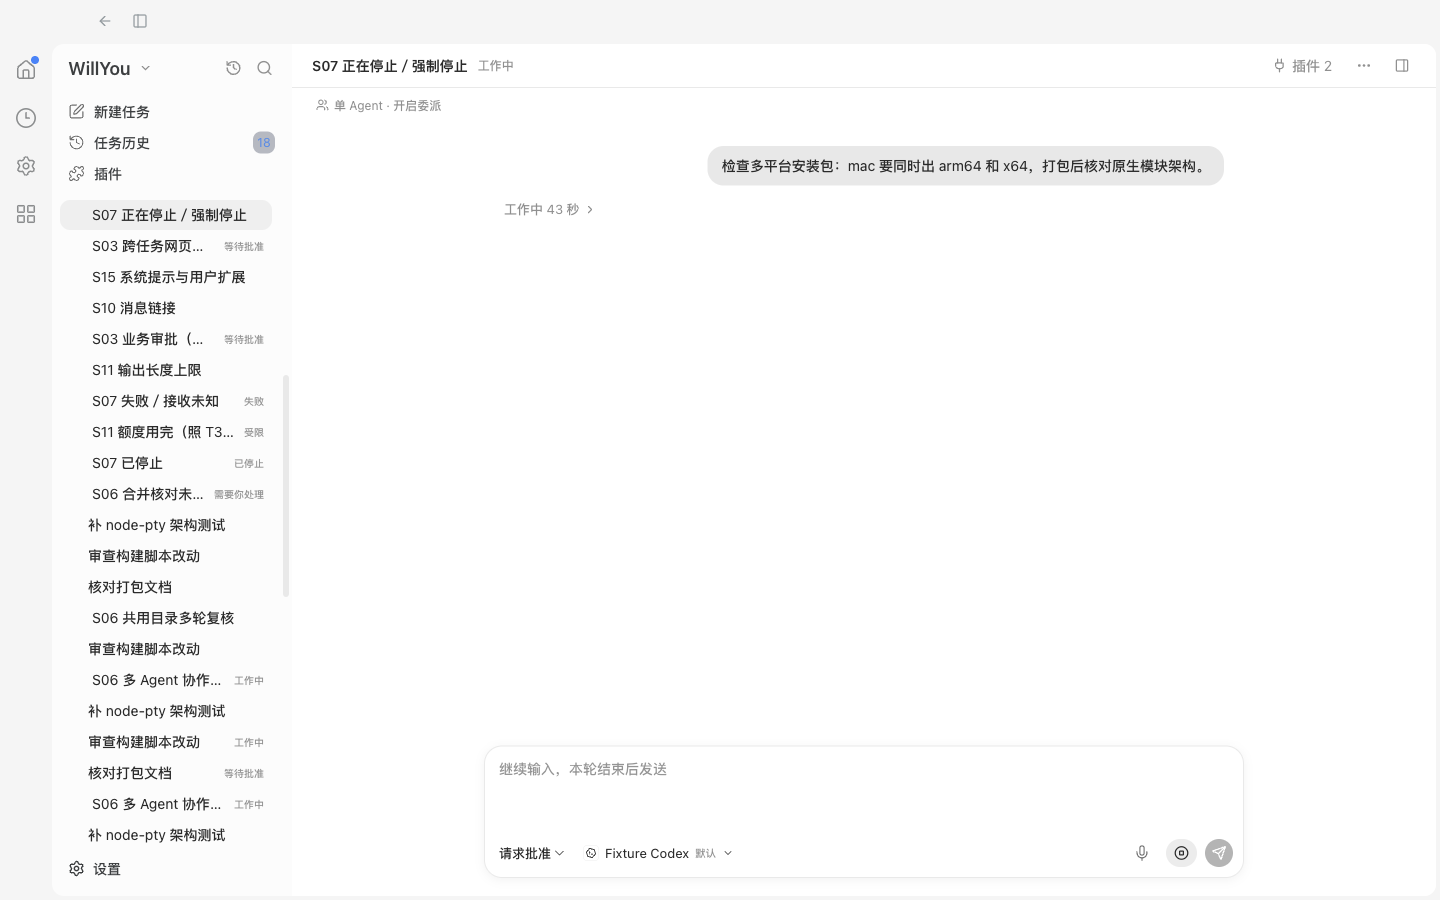 WillYou
新建任务
任务历史 18
插件
S07 正在停止 / 强制停止
S03 跨任务网页... 等待批准
S15 系统提示与用户扩展
S10 消息链接
S03 业务审批（... 等待批准
S11 输出长度上限
S07 失败 / 接收未知 失败
S11 额度用完（照 T3... 受限
S07 已停止 已停止
S06 合并核对未... 需要你处理
补 node-pty 架构测试
审查构建脚本改动
核对打包文档
S06 共用目录多轮复核
审查构建脚本改动
S06 多 Agent 协作... 工作中
补 node-pty 架构测试
审查构建脚本改动 工作中
核对打包文档 等待批准
S06 多 Agent 协作... 工作中
补 node-pty 架构测试
设置
S07 正在停止 / 强制停止 工作中
插件 2
单 Agent · 开启委派
检查多平台安装包：mac 要同时出 arm64 和 x64，打包后核对原生模块架构。
工作中 43 秒
继续输入，本轮结束后发送
请求批准 Fixture Codex 默认